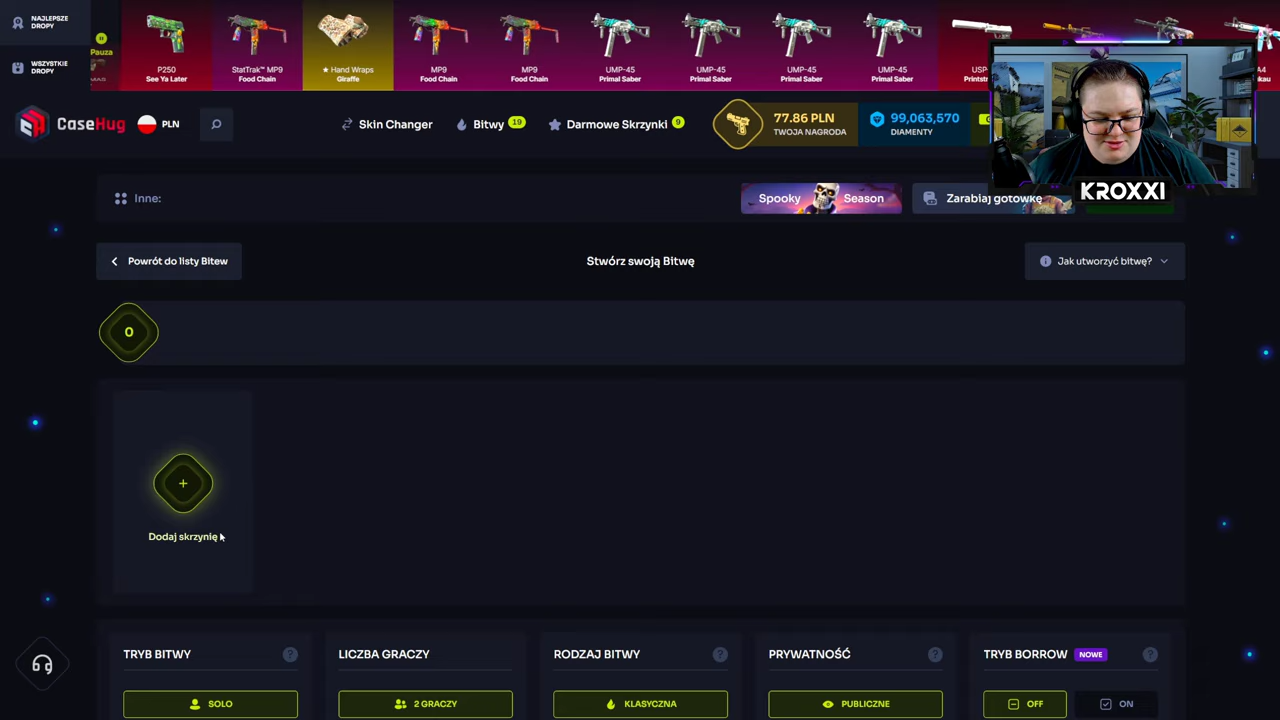 NAJLEPSZE
DROPY
WSZYSTKIE
DROPY
Pauza
P250
See Ya Later
StatTrak™ MP9
Food Chain
★ Hand Wraps
Giraffe
MP9
Food Chain
MP9
Food Chain
UMP-45
Primal Saber
UMP-45
Primal Saber
UMP-45
Primal Saber
UMP-45
Primal Saber
CaseHug
PLN
Skin Changer
Bitwy 19
Darmowe Skrzynki 9
77.86 PLN
TWOJA NAGRODA
99,063,570
DIAMENTY
KROXXI
Inne:
Spooky Season
Zarabiaj gotówkę
Powrót do listy Bitew
Stwórz swoją Bitwę
Jak utworzyć bitwę?
0
+
Dodaj skrzynię
TRYB BITWY ?
LICZBA GRACZY
RODZAJ BITWY ?
PRYWATNOŚĆ ?
TRYB BORROW NOWE ?
SOLO
2 GRACZY
KLASYCZNA
PUBLICZNE
OFF
ON